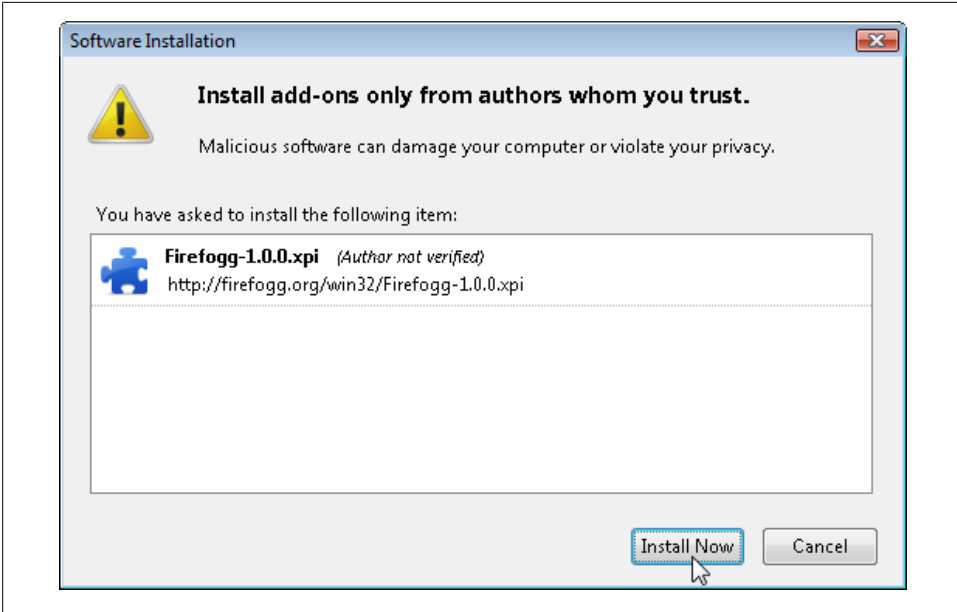 Software Installation
Install add-ons only from authors whom you trust.
Malicious software can damage your computer or violate your privacy.
You have asked to install the following item:
Firefogg-1.0.0.xpi (Author not verified)
http://firefogg.org/win32/Firefogg-1.0.0.xpi
Install Now Cancel